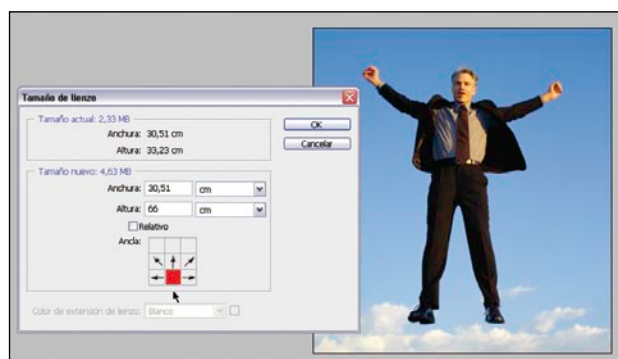 Tamaño de lienzo
Tamaño actual: 2,33 MB
Anchura: 30,51 cm
Altura: 33,23 cm
OK
Cancelar
Tamaño nuevo: 4,63 MB
Anchura: 30,51 cm
Altura: 66 cm
Relativo
Ancla:
Color de extensión de lienzo: Blanco